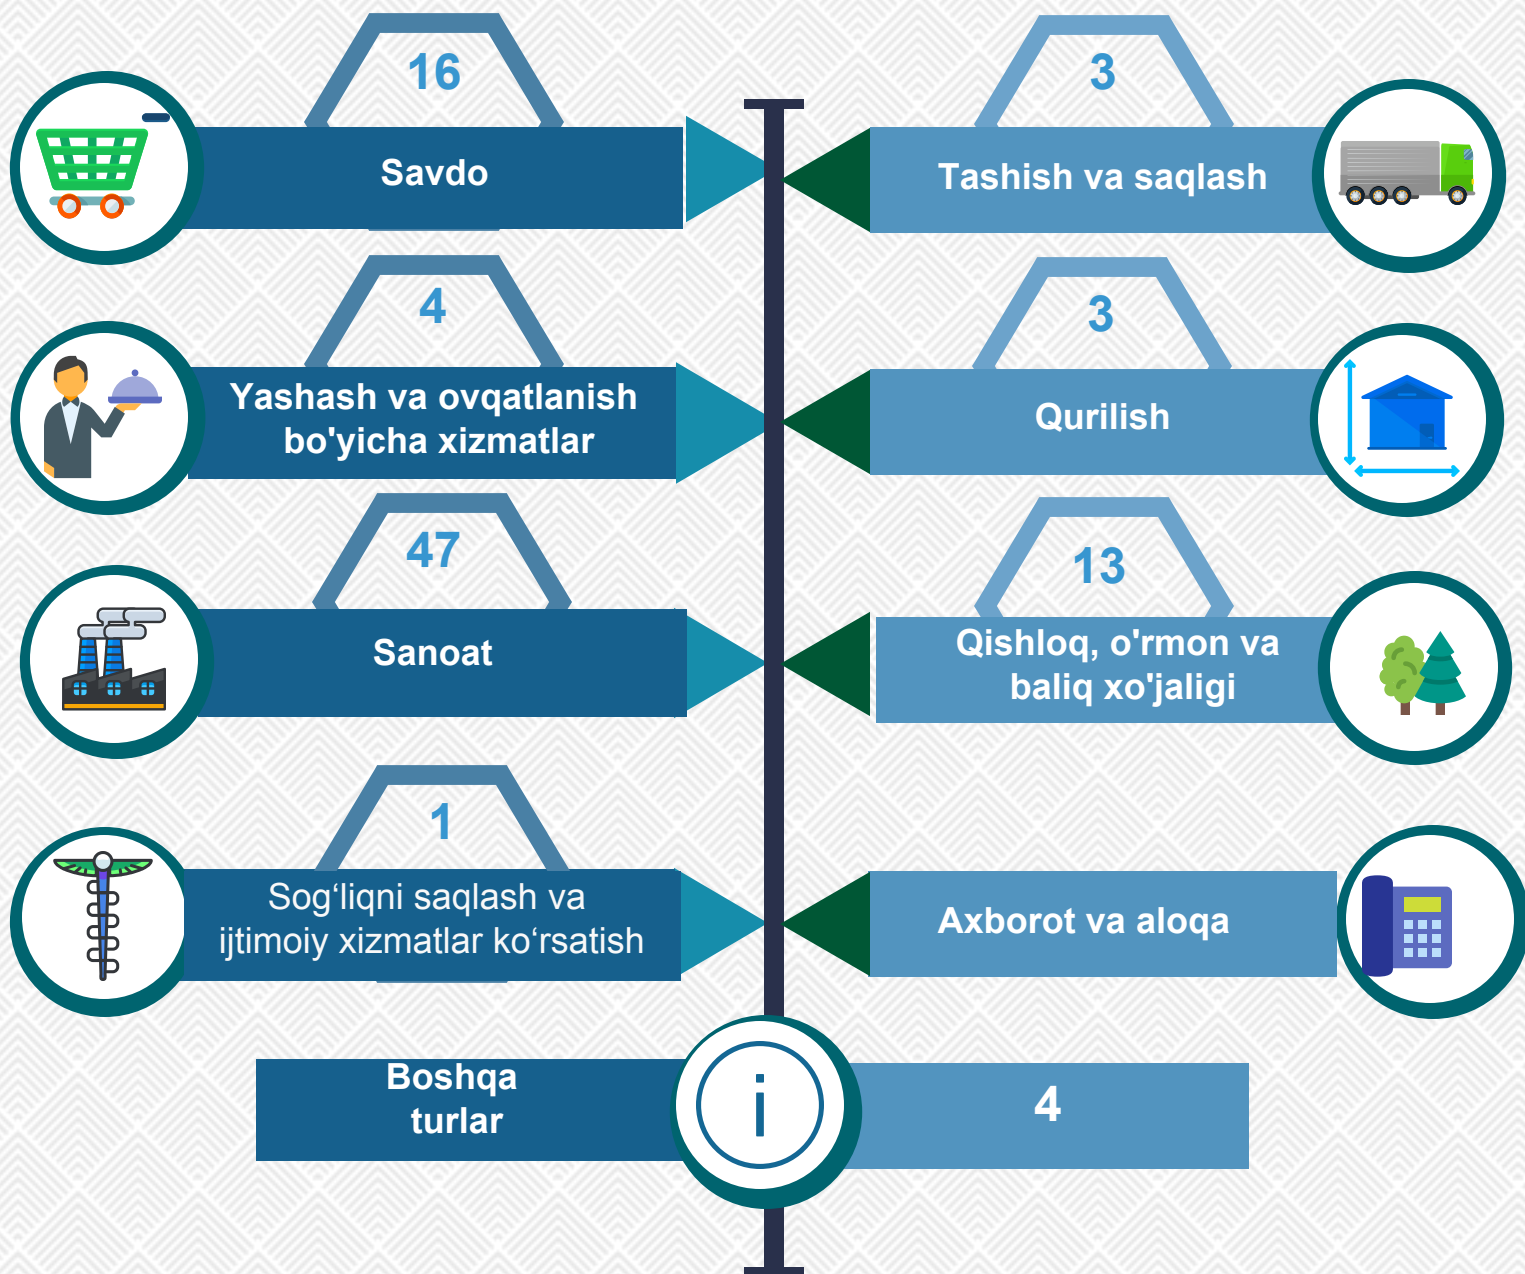 16
Savdo
3
Tashish va saqlash
4
Yashash va ovqatlanish
bo'yicha xizmatlar
3
Qurilish
47
Sanoat
13
Qishloq, o'rmon va
baliq xo'jaligi
1
Sog‘liqni saqlash va
ijtimoiy xizmatlar ko‘rsatish
Axborot va aloqa
Boshqa
turlar
i
4